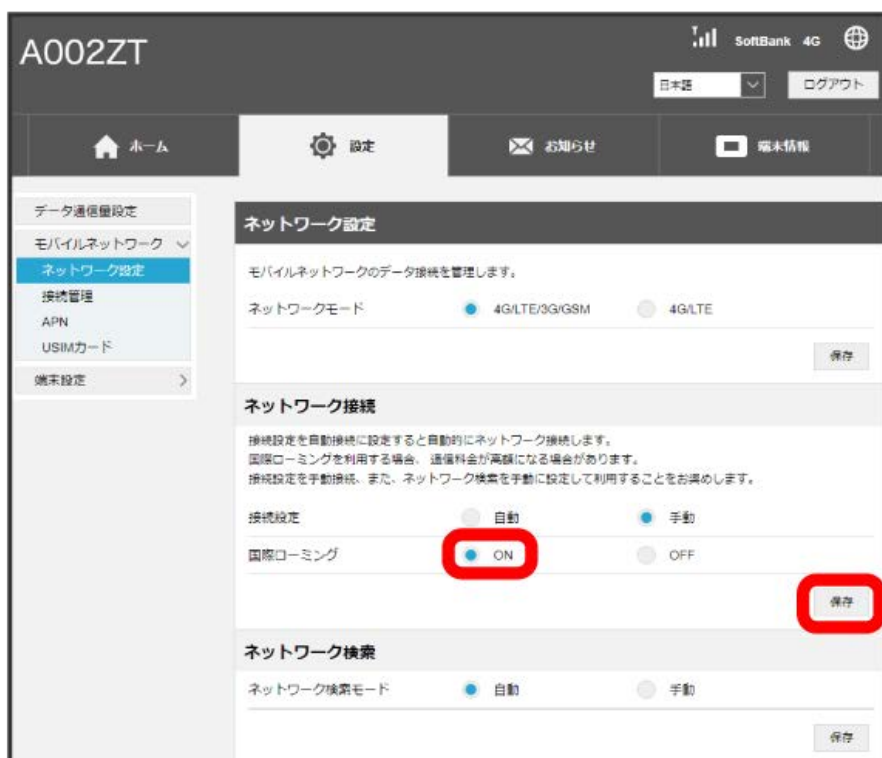 A002ZT
SoftBank 4G
日本語
ログアウト
ホーム
設定
お知らせ
端末情報
データ通信量設定
モバイルネットワーク
ネットワーク設定
接続管理
APN
USIMカード
端末設定
ネットワーク設定
モバイルネットワークのデータ接続を管理します。
ネットワークモード 4G/LTE/3G/GSM 4G/LTE
保存
ネットワーク接続
接続設定を自動接続に設定すると自動的にネットワーク接続します。
国際ローミングを利用する場合、通信料金が高額になる場合があります。
接続設定を手動接続、また、ネットワーク検索を手動に設定して利用することをお奨めします。
接続設定 自動 手動
国際ローミング ON OFF
保存
ネットワーク検索
ネットワーク検索モード 自動 手動
保存